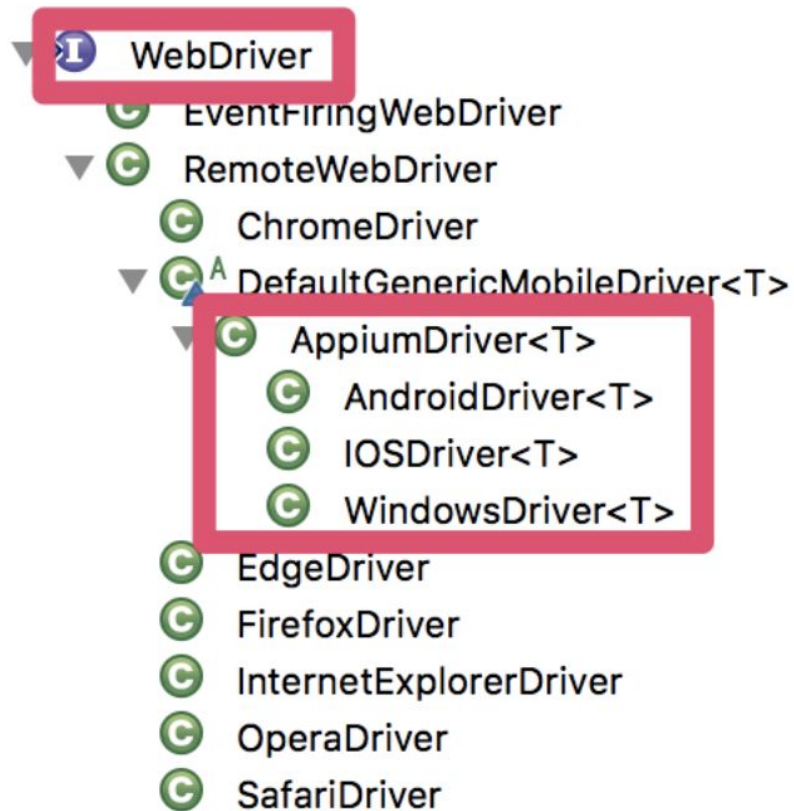 I WebDriver
C EventFiringWebDriver
C RemoteWebDriver
C ChromeDriver
C A DefaultGenericMobileDriver<T>
C AppiumDriver<T>
C AndroidDriver<T>
C IOSDriver<T>
C WindowsDriver<T>
C EdgeDriver
C FirefoxDriver
C InternetExplorerDriver
C OperaDriver
C SafariDriver